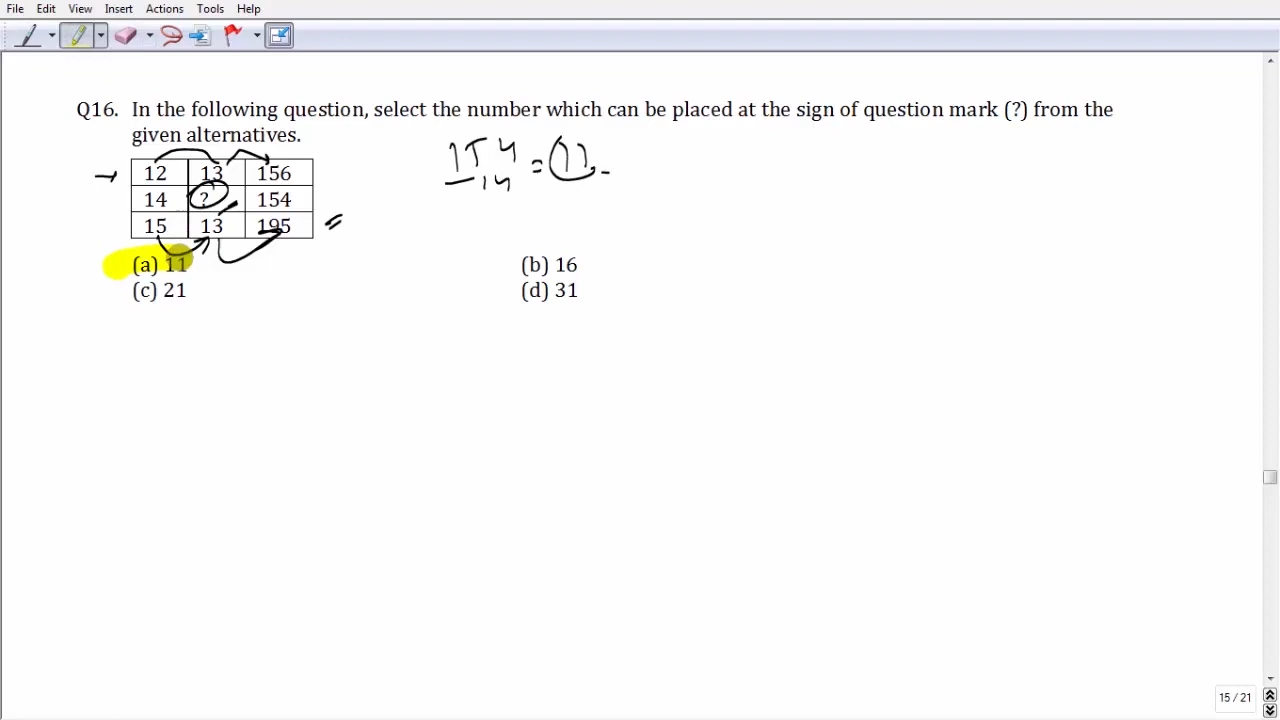 File Edit View Insert Actions Tools Help
Q16. In the following question, select the number which can be placed at the sign of question mark (?) from the
given alternatives.
12 13 156
14 ? 154
15 13 195
154
14
= 11
(a) 11 (b) 16
(c) 21 (d) 31
15 / 21